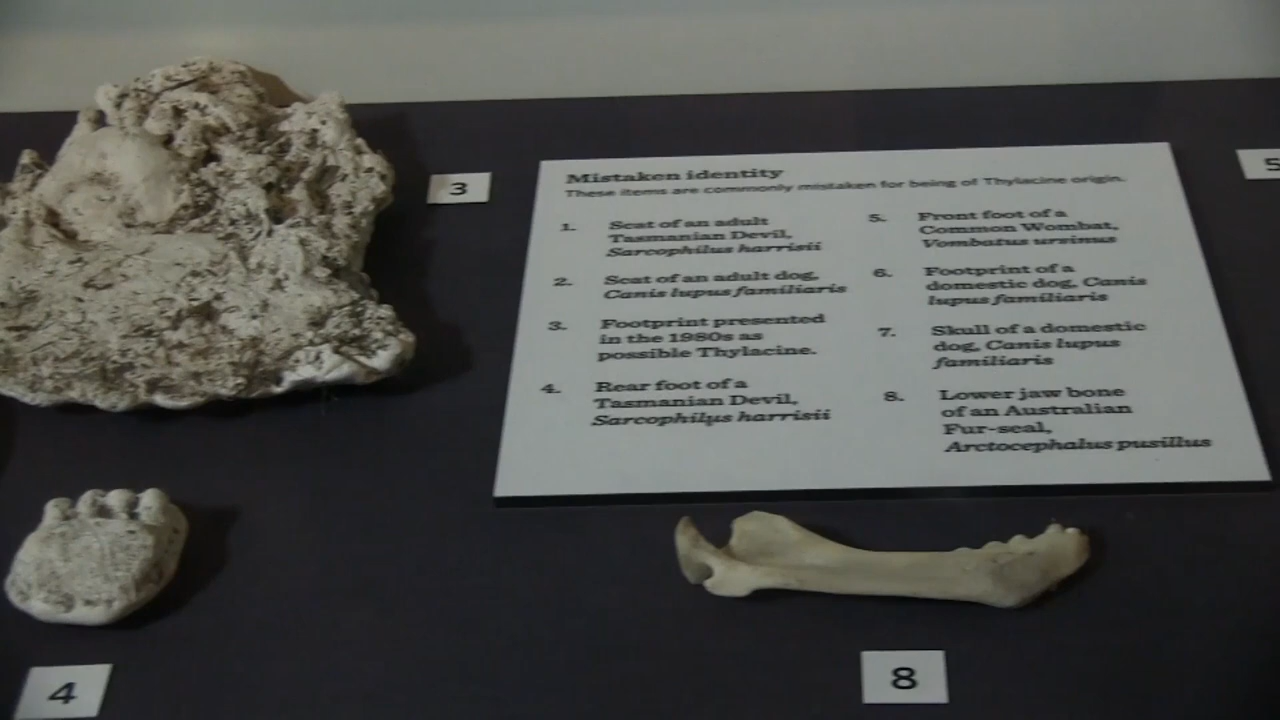 3
5
Mistaken identity
These items are commonly mistaken for being of Thylacine origin.
1. Scat of an adult
Tasmanian Devil,
Sarcophilus harrisii
2. Scat of an adult dog,
Canis lupus familiaris
3. Footprint presented
in the 1980s as
possible Thylacine.
4. Rear foot of a
Tasmanian Devil,
Sarcophilus harrisii
5. Front foot of a
Common Wombat,
Vombatus ursinus
6. Footprint of a
domestic dog, Canis
lupus familiaris
7. Skull of a domestic
dog, Canis lupus
familiaris
8. Lower jaw bone
of an Australian
Fur-seal,
Arctocephalus pusillus
4
8